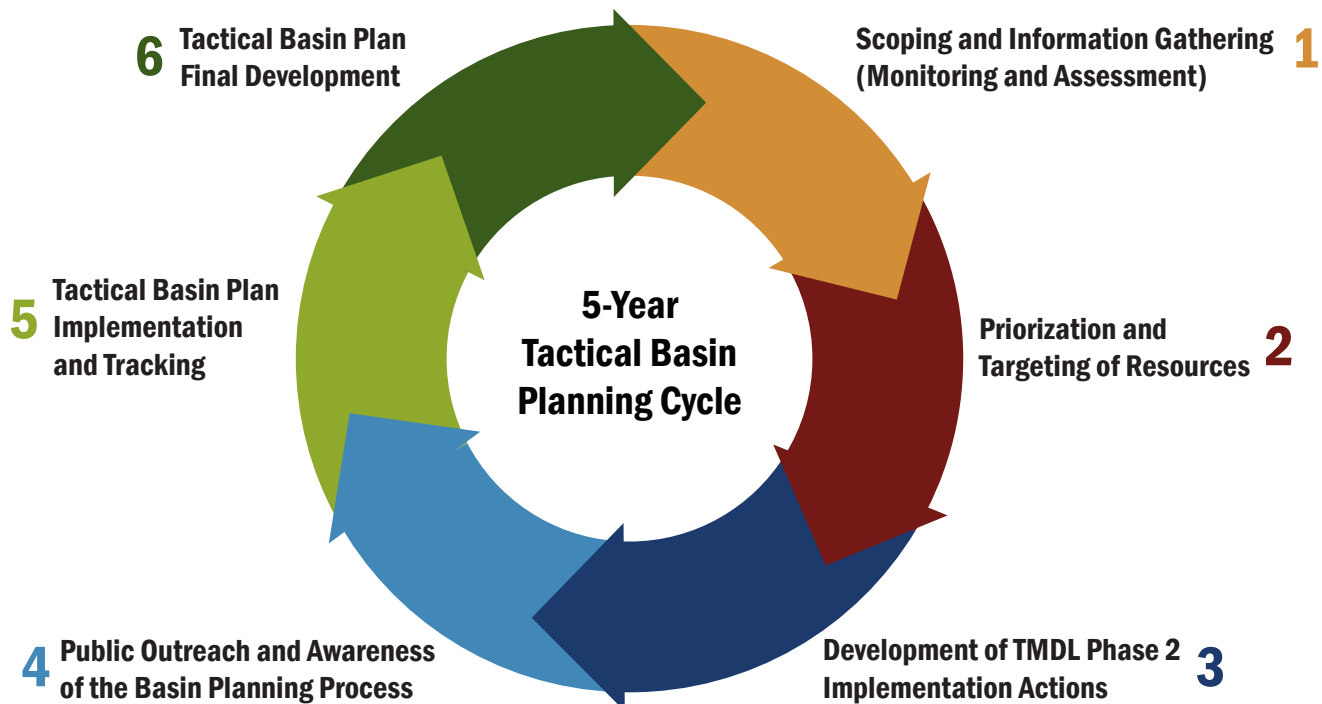 5-Year
Tactical Basin
Planning Cycle
Scoping and Information Gathering
(Monitoring and Assessment)
1
Priorization and
Targeting of Resources
2
Development of TMDL Phase 2
Implementation Actions
3
4
Public Outreach and Awareness
of the Basin Planning Process
5
Tactical Basin Plan
Implementation
and Tracking
6
Tactical Basin Plan
Final Development